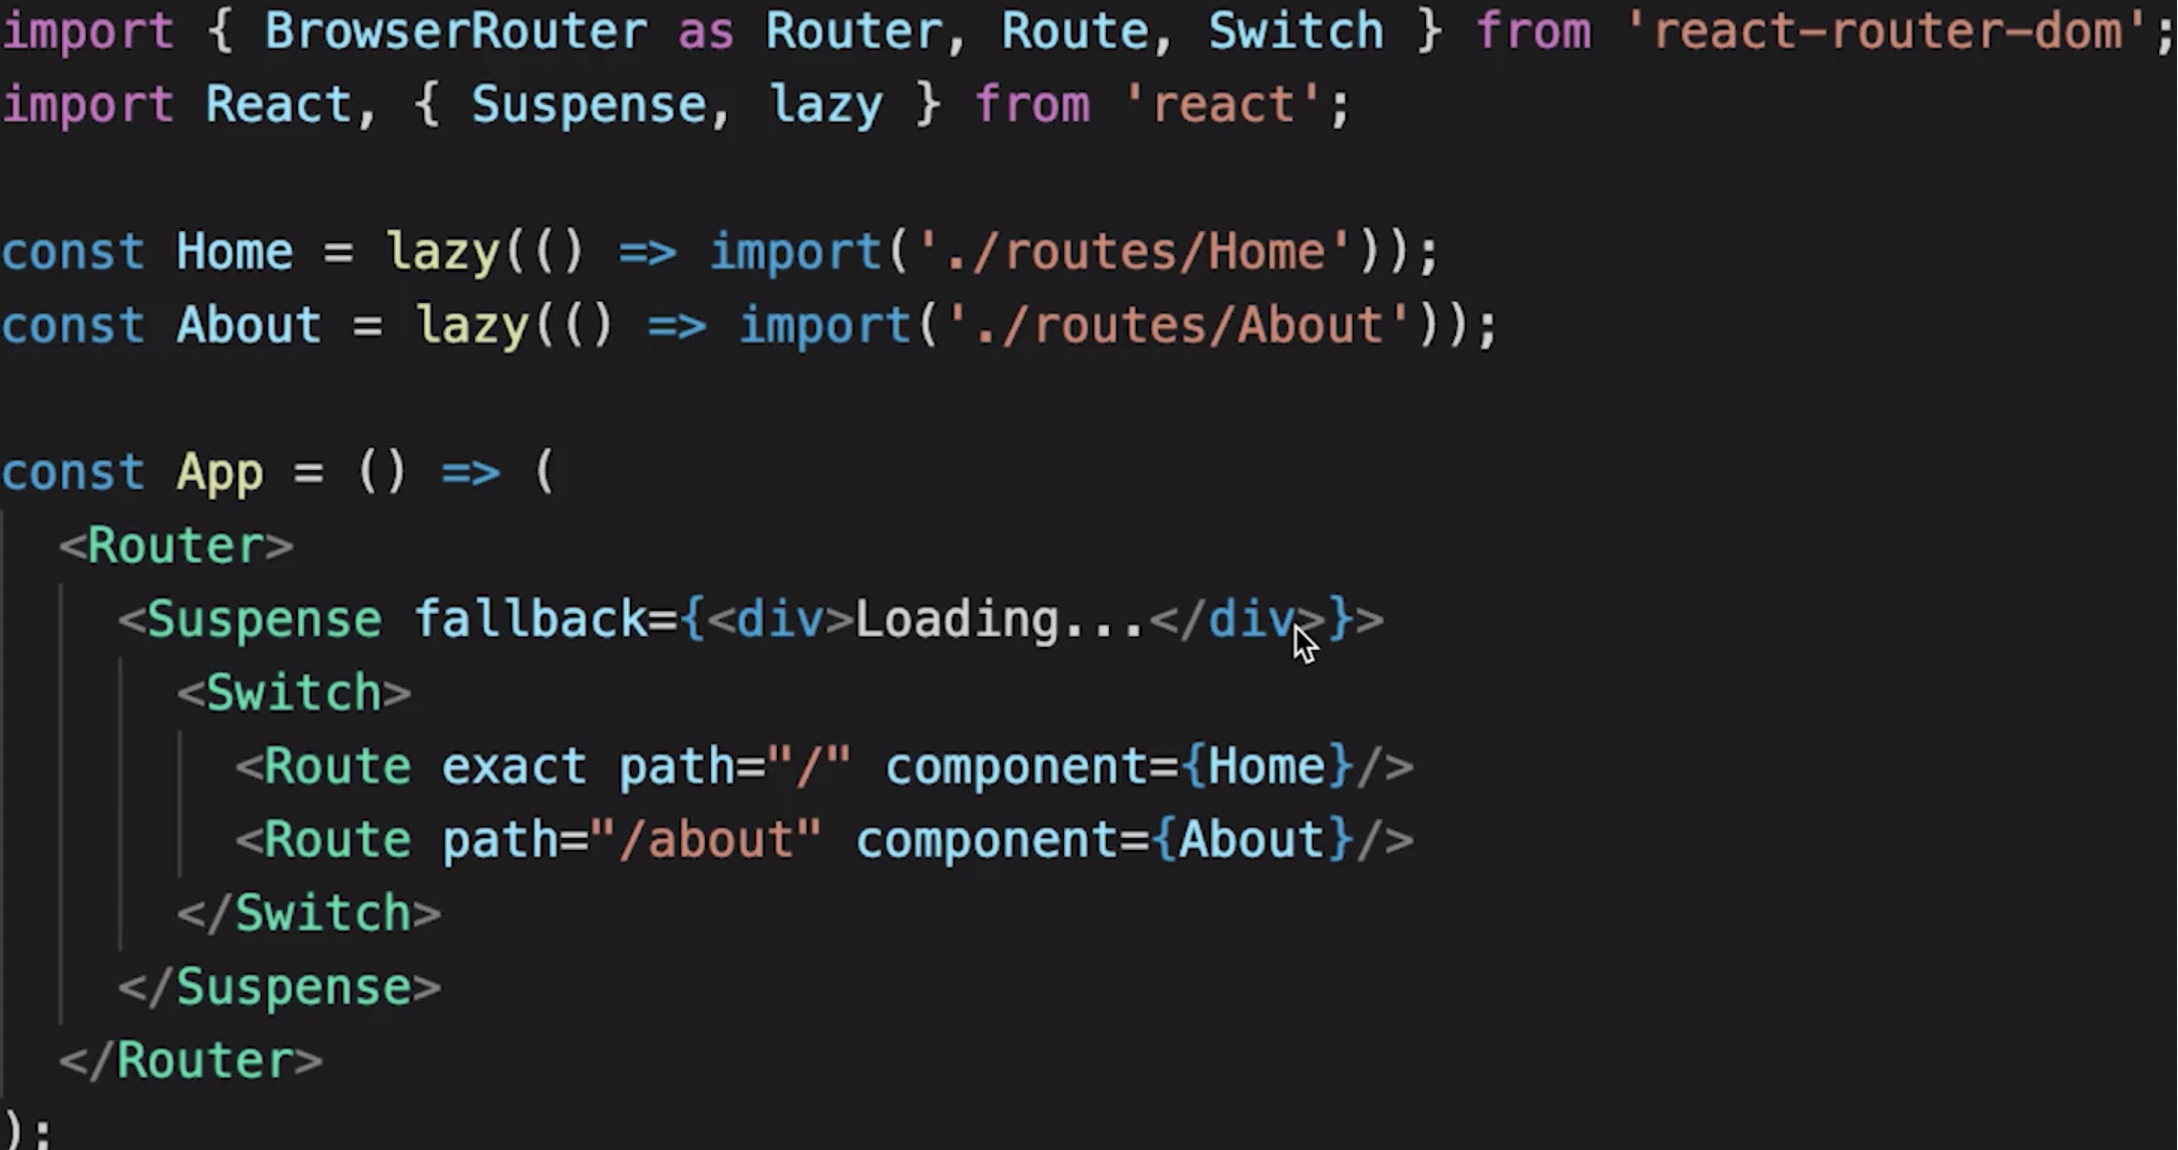 import { BrowserRouter as Router, Route, Switch } from 'react-router-dom';
import React, { Suspense, lazy } from 'react';
const Home = lazy(() => import('./routes/Home'));
const About = lazy(() => import('./routes/About'));
const App = () => (
<Router>
<Suspense fallback={<div>Loading...</div>}>
<Switch>
<Route exact path="/" component={Home}/>
<Route path="/about" component={About}/>
</Switch>
</Suspense>
</Router>
);